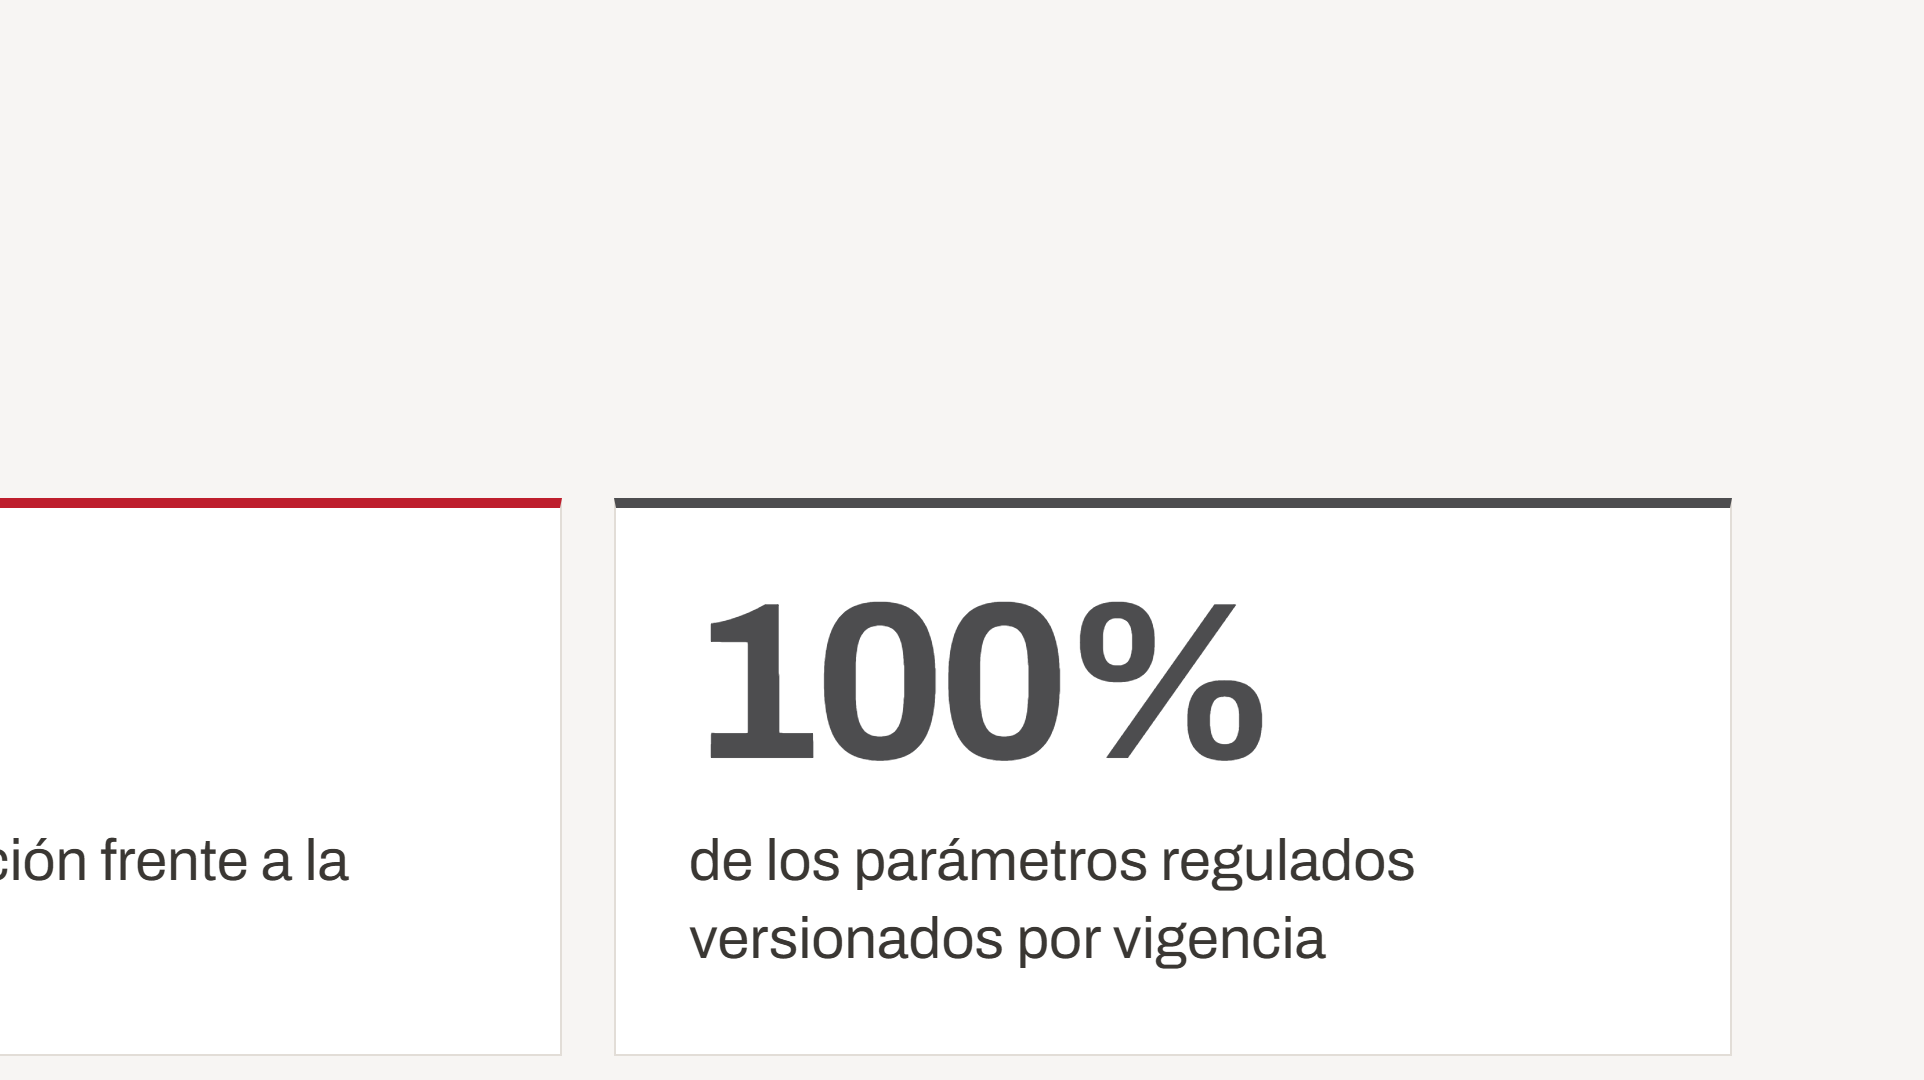 ción frente a la
100%
de los parámetros regulados
versionados por vigencia